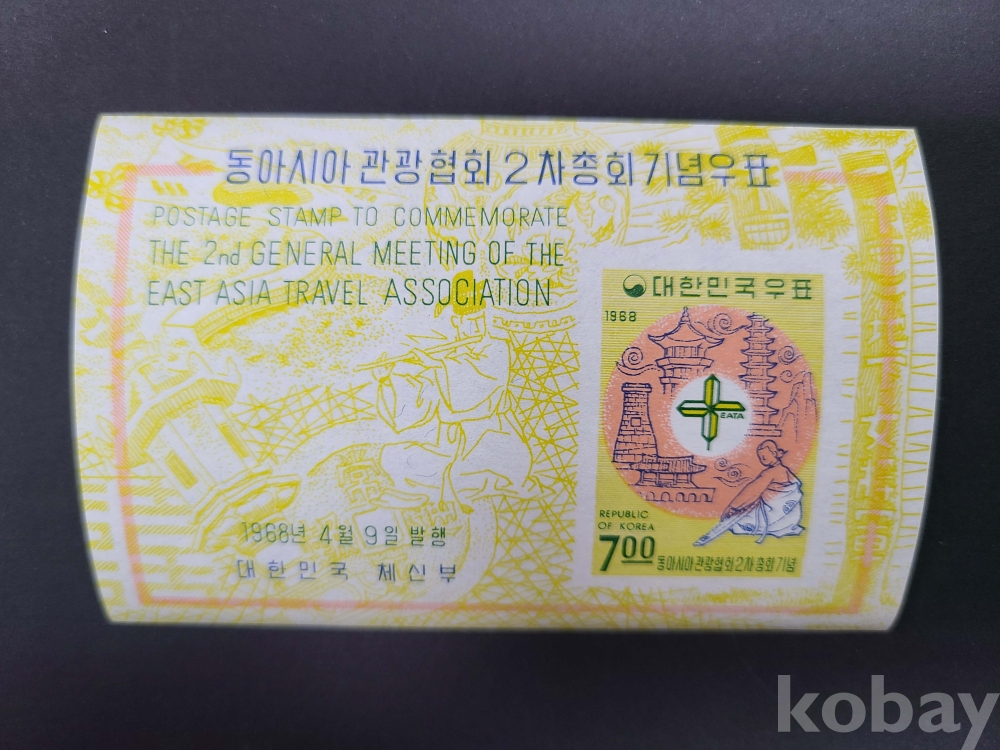 동아시아 관광협회 2차총회기념우표
POSTAGE STAMP TO COMMEMORATE
THE 2nd GENERAL MEETING OF THE
EAST ASIA TRAVEL ASSOCIATION
대한민국우표
1968
EATA
REPUBLIC
OF KOREA
700
동아시아관광협회2차총회기념
1968년 4월 9일 발행
대한민국 체신부
kobay